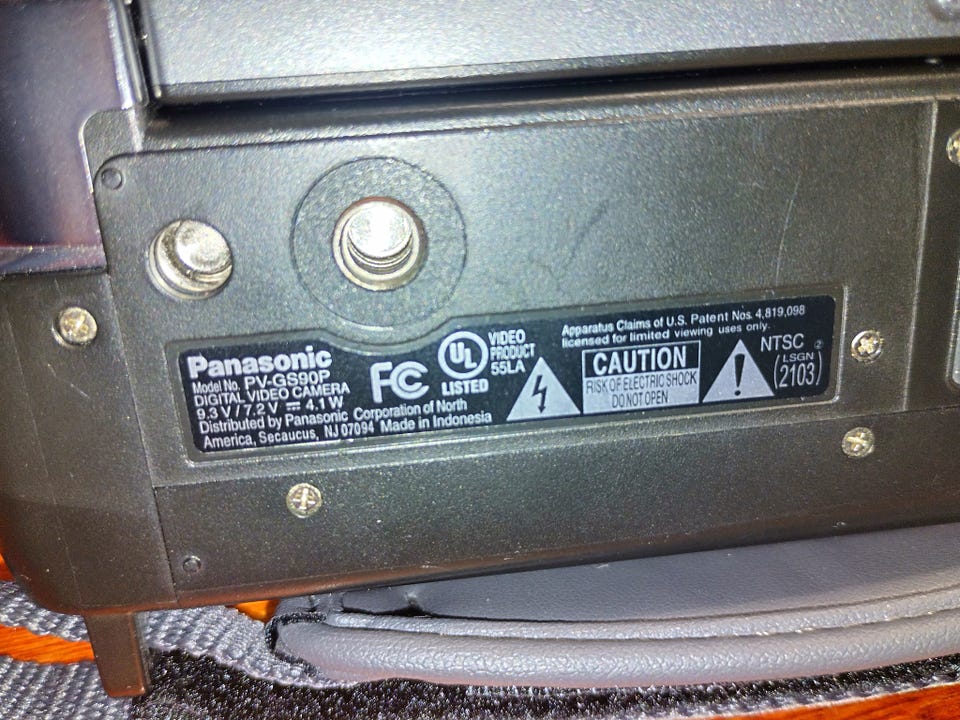 Panasonic
Model No. PV-GS90P
DIGITAL VIDEO CAMERA
9.3 V / 7.2 V ⎓ 4.1 W
Distributed by Panasonic Corporation of North
America, Secaucus, NJ 07094 Made in Indonesia
FC
UL
LISTED
VIDEO
PRODUCT
55LA
Apparatus Claims of U.S. Patent Nos. 4,819,098
licensed for limited viewing uses only.
CAUTION
RISK OF ELECTRIC SHOCK
DO NOT OPEN
!
NTSC ②
LSGN
(2103)